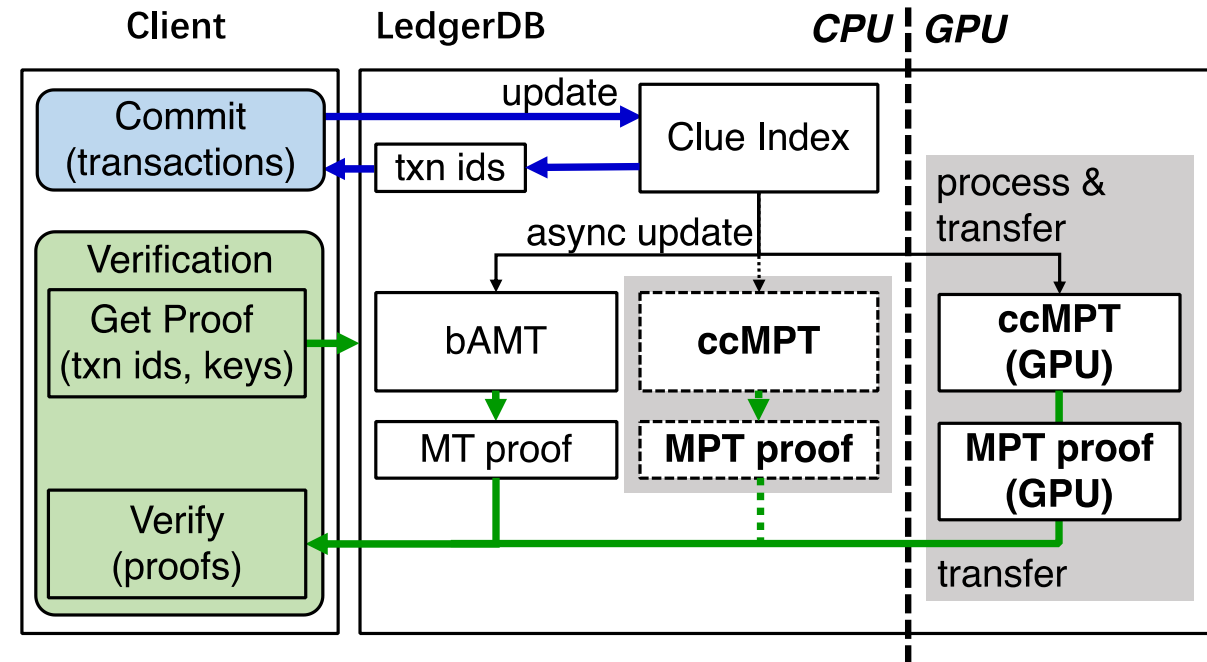 Client
LedgerDB
CPU
GPU
Commit
(transactions)
update
txn ids
Clue Index
process &
transfer
async update
Verification
Get Proof
(txn ids, keys)
bAMT
ccMPT
ccMPT
(GPU)
MT proof
MPT proof
MPT proof
(GPU)
Verify
(proofs)
transfer